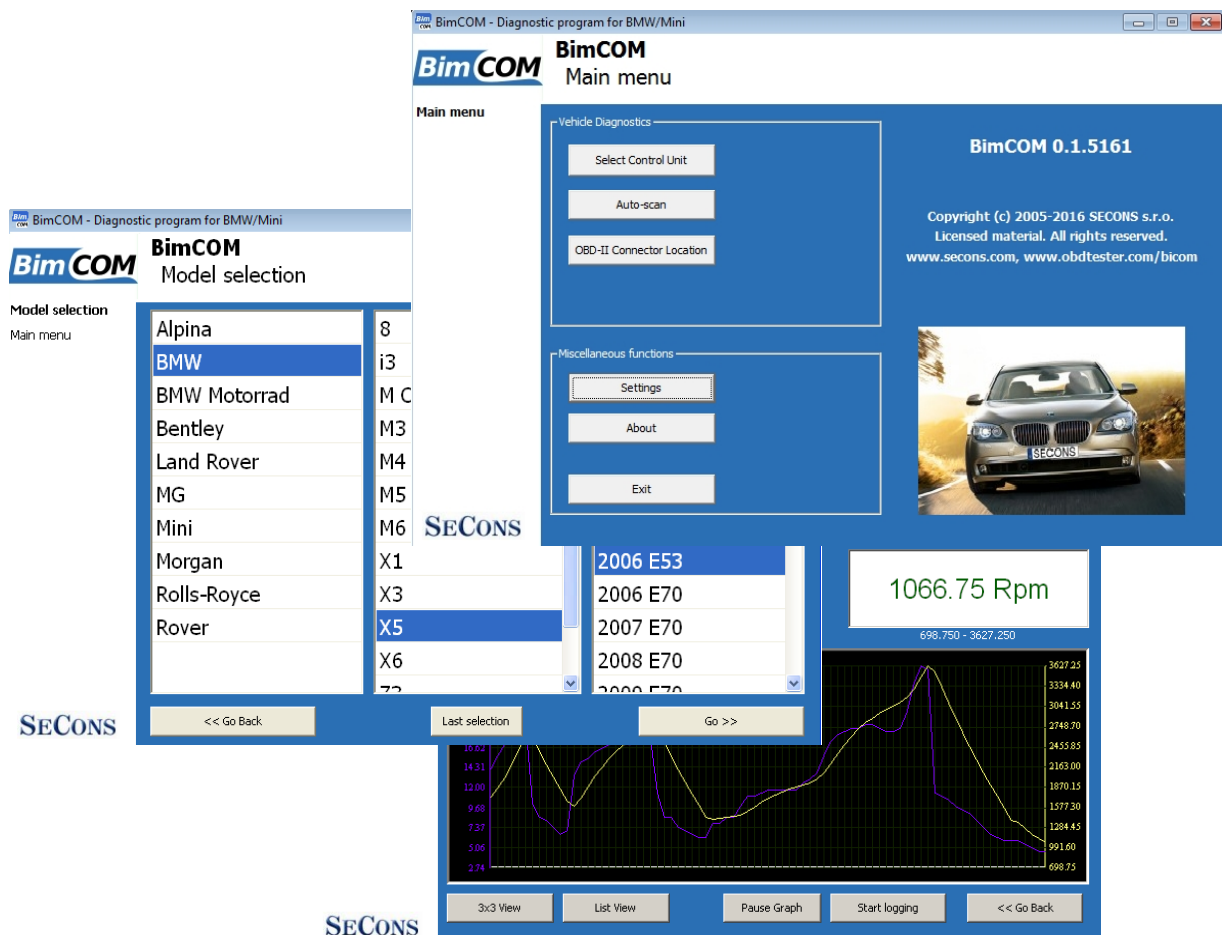 BimCOM - Diagnostic program for BMW/Mini
BimCOM
BimCOM
Main menu
Main menu
Vehicle Diagnostics
Select Control Unit
Auto-scan
OBD-II Connector Location
BimCOM 0.1.5161
Copyright (c) 2005-2016 SECONS s.r.o.
Licensed material. All rights reserved.
www.secons.com, www.obdtester.com/bicom
Miscellaneous functions
Settings
About
Exit
SECONS
SECONS
BimCOM - Diagnostic program for BMW/Mini
BimCOM
BimCOM
Model selection
Model selection
Main menu
Alpina
BMW
BMW Motorrad
Bentley
Land Rover
MG
Mini
Morgan
Rolls-Royce
Rover
8
i3
M3
M4
M5
M6
X1
X3
X5
X6
2006 E53
2006 E70
2007 E70
2008 E70
2009 E70
SECONS
<< Go Back
Last selection
Go >>
1066.75 Rpm
698.750 - 3627.250
3627.25
3334.40
3041.55
2748.70
2455.85
2163.00
1870.15
1577.30
1284.45
991.60
698.75
16.62
14.31
12.00
9.68
7.37
5.06
2.74
3x3 View
List View
Pause Graph
Start logging
<< Go Back
SECONS